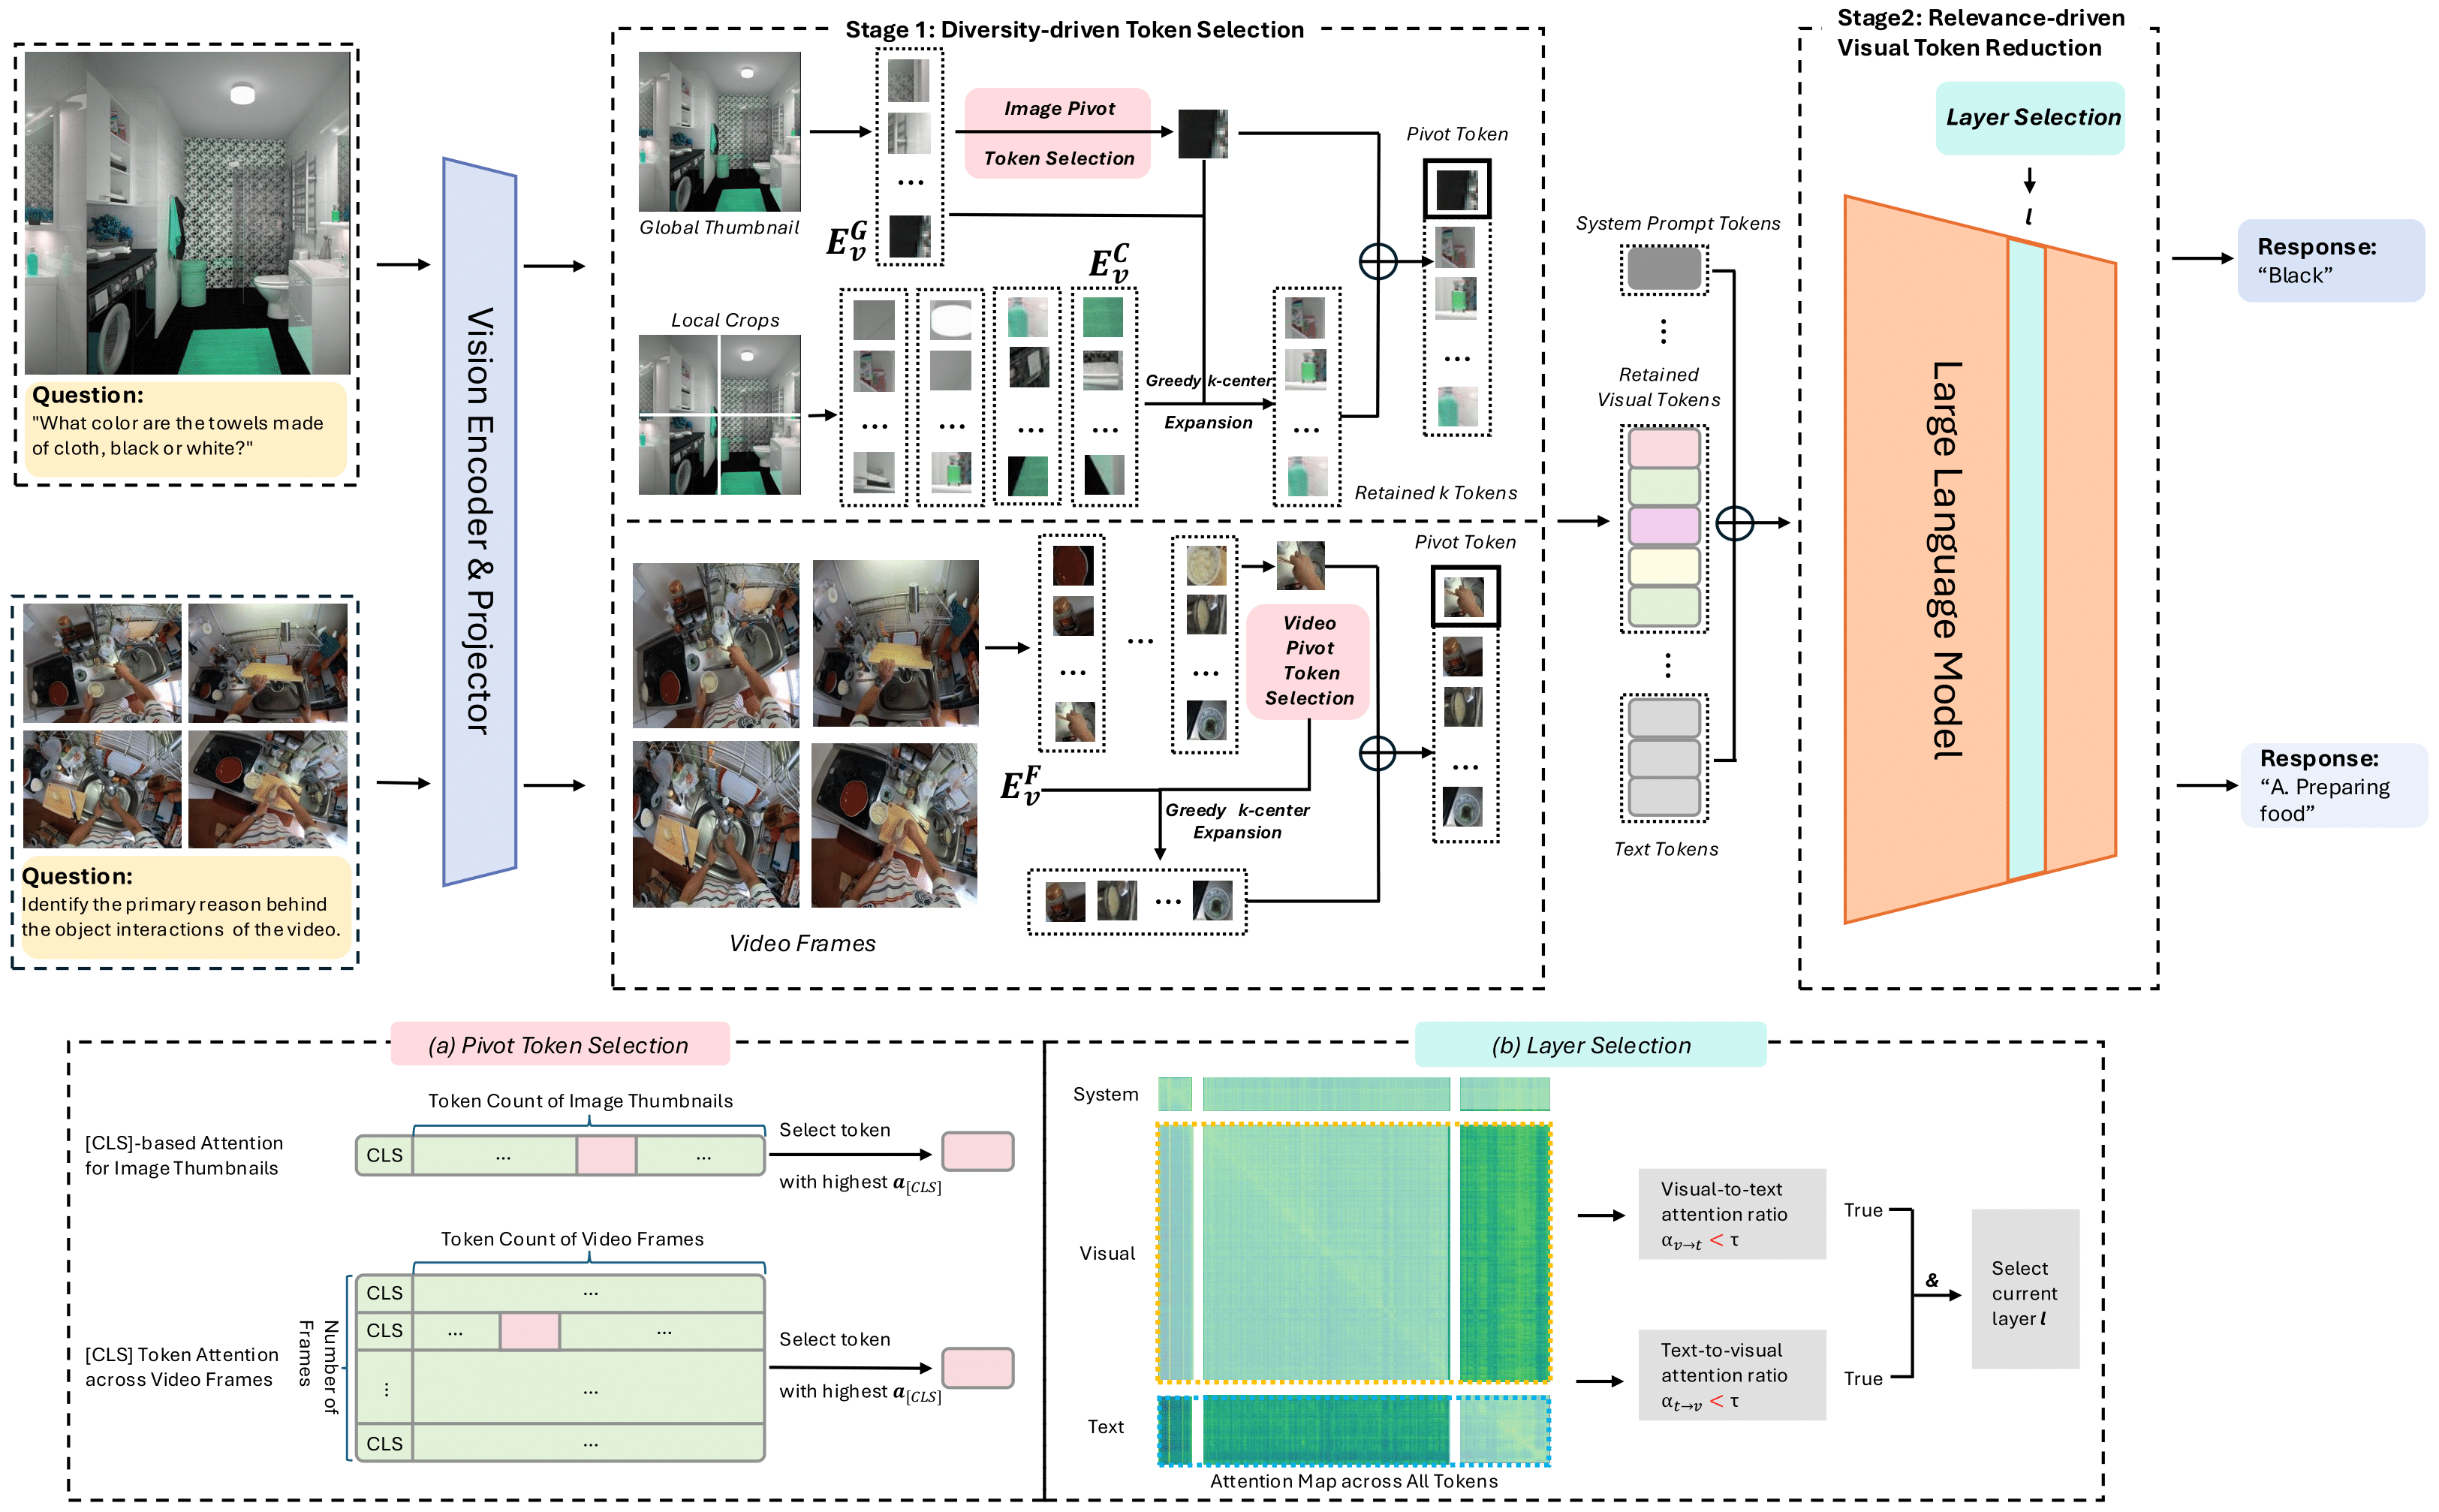 Stage 1: Diversity-driven Token Selection
Stage2: Relevance-driven
Visual Token Reduction
Question:
"What color are the towels made
of cloth, black or white?"
Question:
Identify the primary reason behind
the object interactions of the video.
Vision Encoder & Projector
Global Thumbnail
E_v^G
Image Pivot
Token Selection
Pivot Token
Local Crops
E_v^C
Greedy k-center
Expansion
Retained k Tokens
Video Frames
E_v^F
Video
Pivot
Token
Selection
Greedy k-center
Expansion
Pivot Token
System Prompt Tokens
Retained
Visual Tokens
Text Tokens
Layer Selection
l
Large Language Model
Response:
“Black”
Response:
“A. Preparing
food”
(a) Pivot Token Selection
Token Count of Image Thumbnails
[CLS]-based Attention
for Image Thumbnails
CLS
...
...
Select token
with highest a_[CLS]
Token Count of Video Frames
[CLS] Token Attention
across Video Frames
Number of
Frames
CLS
...
CLS
...
...
...
...
CLS
...
Select token
with highest a_[CLS]
(b) Layer Selection
System
Visual
Text
Attention Map across All Tokens
Visual-to-text
attention ratio
α_v→t < τ
True
Text-to-visual
attention ratio
α_t→v < τ
True
&
Select
current
layer l